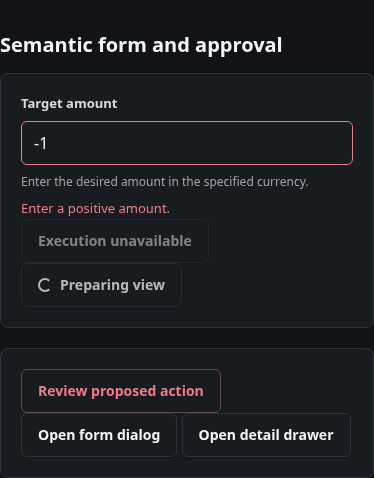 Semantic form and approval
Target amount
-1
Enter the desired amount in the specified currency.
Enter a positive amount.
Execution unavailable
Preparing view
Review proposed action
Open form dialog
Open detail drawer